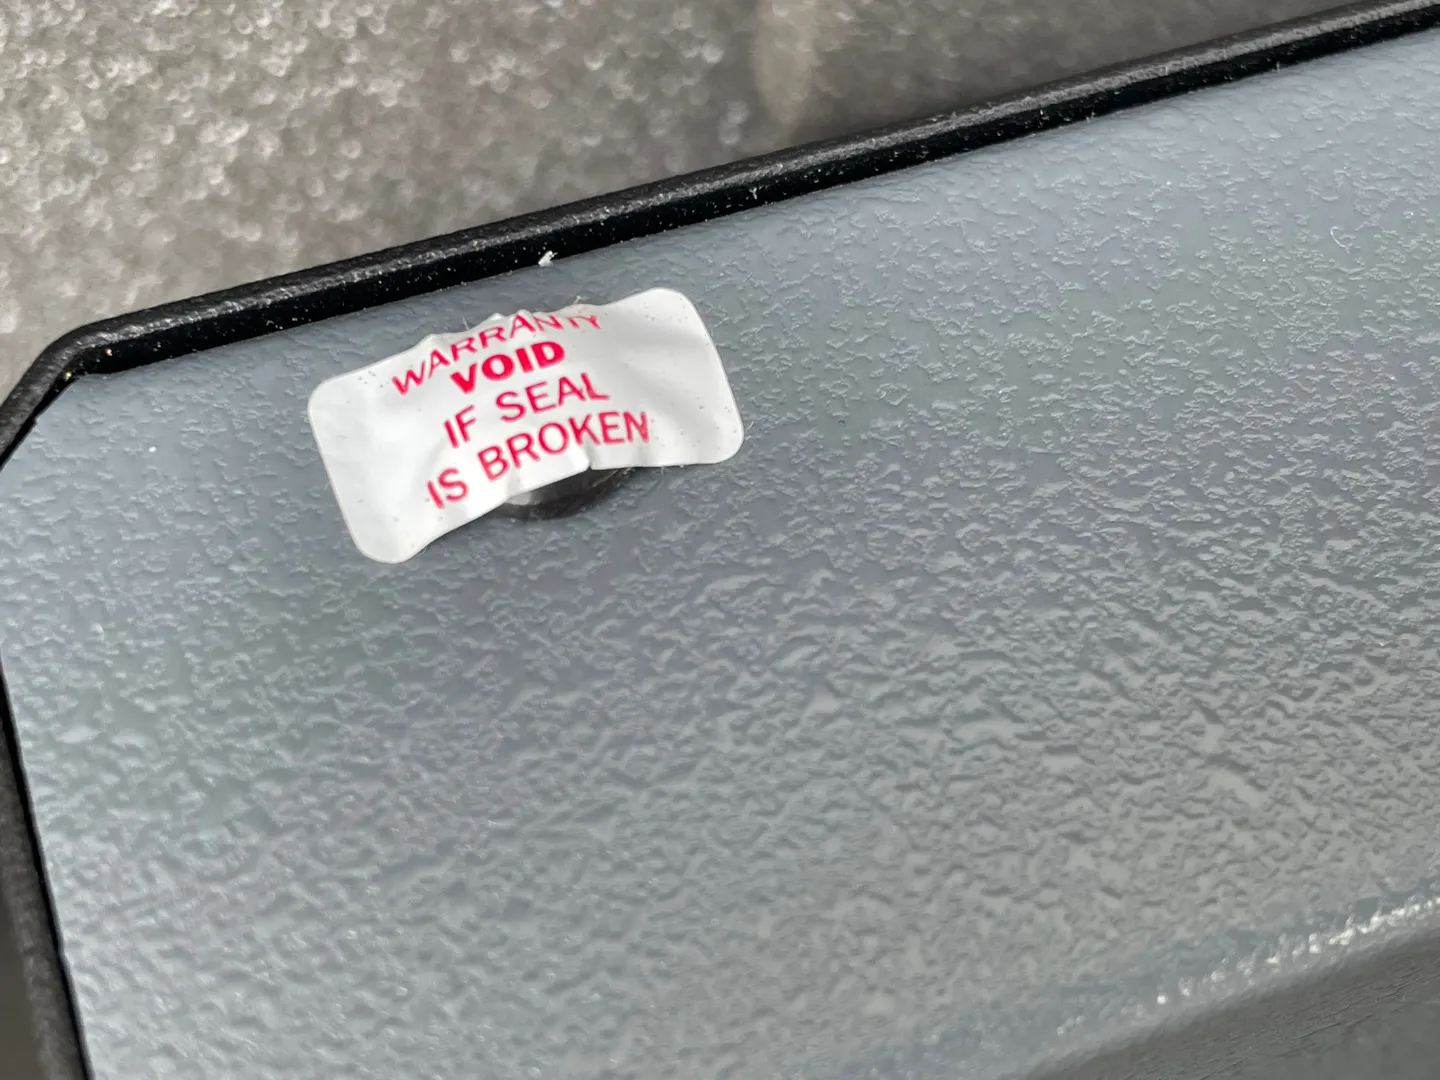 WARRANTY
VOID
IF SEAL
IS BROKEN